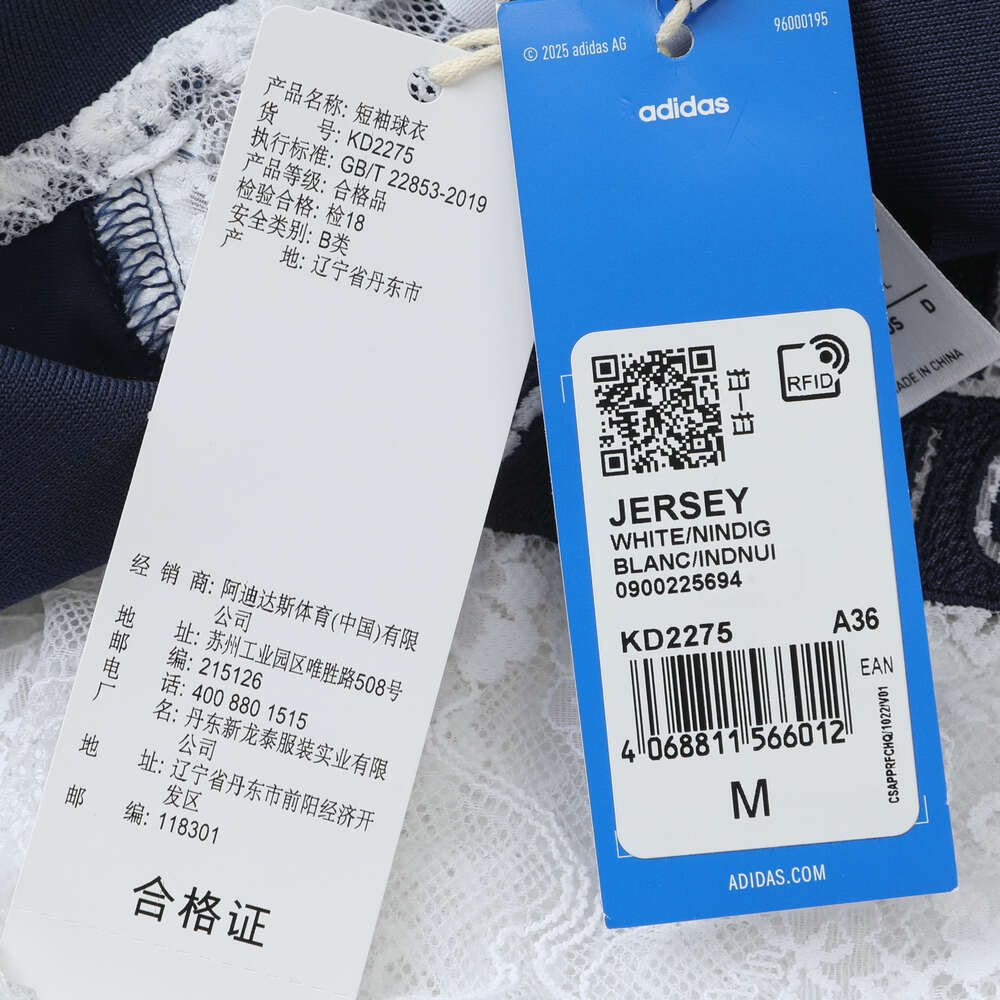 产品名称: 短袖球衣
货 号: KD2275
执行标准: GB/T 22853-2019
产品等级: 合格品
检验合格: 检18
安全类别: B类
产 地: 辽宁省丹东市
经 销 商: 阿迪达斯体育(中国)有限
公司
地 址: 苏州工业园区唯胜路508号
邮 编: 215126
电 话: 400 880 1515
厂 名: 丹东新龙泰服装实业有限
公司
地 址: 辽宁省丹东市前阳经济开
发区
邮 编: 118301
合格证
© 2025 adidas AG
96000195
adidas
扫一扫
RFID
JERSEY
WHITE/NINDIG
BLANC/INDNUI
0900225694
KD2275
A36
EAN
4 068811 566012
CSAPPRFCHQ/1022/V01
M
ADIDAS.COM
D
MADE IN CHINA